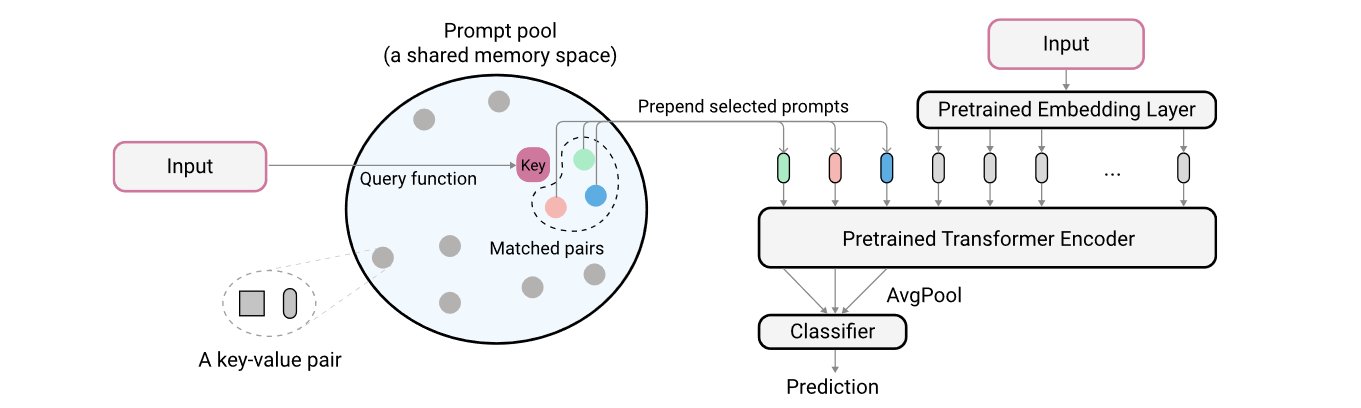 Prompt pool
(a shared memory space)
Input
Query function
Key
Matched pairs
A key-value pair
Prepend selected prompts
Input
Pretrained Embedding Layer
...
Pretrained Transformer Encoder
AvgPool
Classifier
Prediction